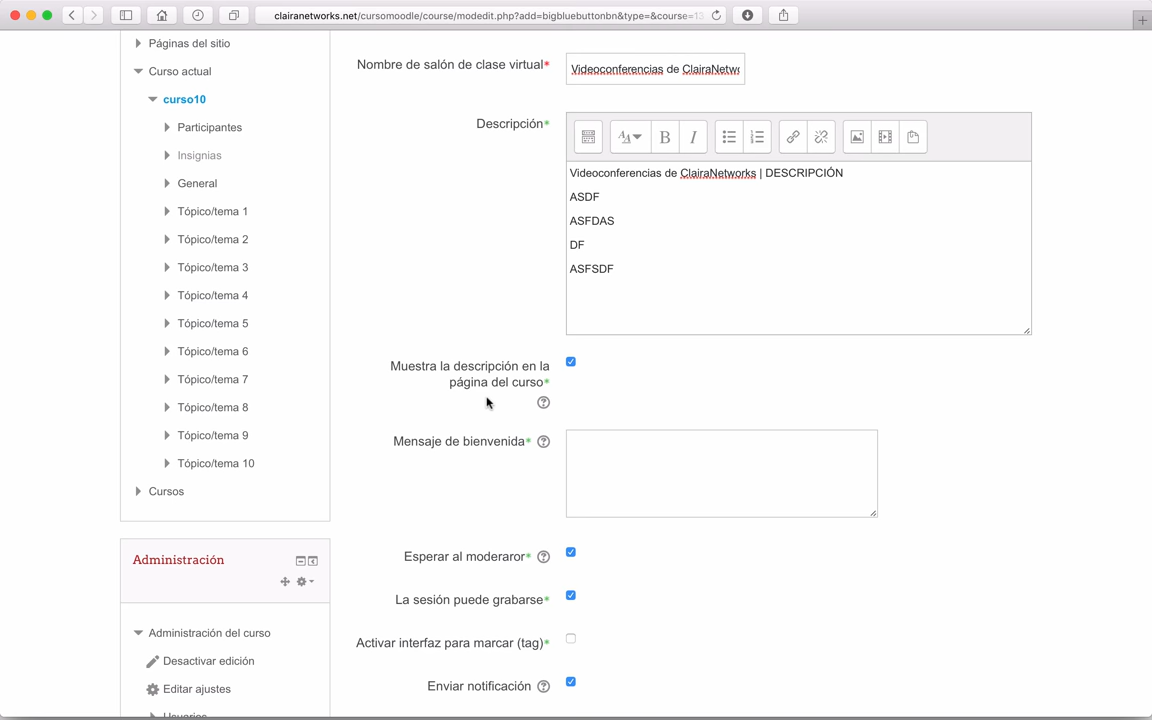 clairanetworks.net/cursomoodle/course/modedit.php?add=bigbluebuttonbn&type=&course=13
Páginas del sitio
Curso actual
curso10
Participantes
Insignias
General
Tópico/tema 1
Tópico/tema 2
Tópico/tema 3
Tópico/tema 4
Tópico/tema 5
Tópico/tema 6
Tópico/tema 7
Tópico/tema 8
Tópico/tema 9
Tópico/tema 10
Cursos
Administración
Administración del curso
Desactivar edición
Editar ajustes
Usuarios
Nombre de salón de clase virtual*
Videoconferencias de ClairaNetw
Descripción*
Videoconferencias de ClairaNetworks | DESCRIPCIÓN
ASDF
ASFDAS
DF
ASFSDF
Muestra la descripción en la
página del curso*
Mensaje de bienvenida*
Esperar al moderaror*
La sesión puede grabarse*
Activar interfaz para marcar (tag)*
Enviar notificación